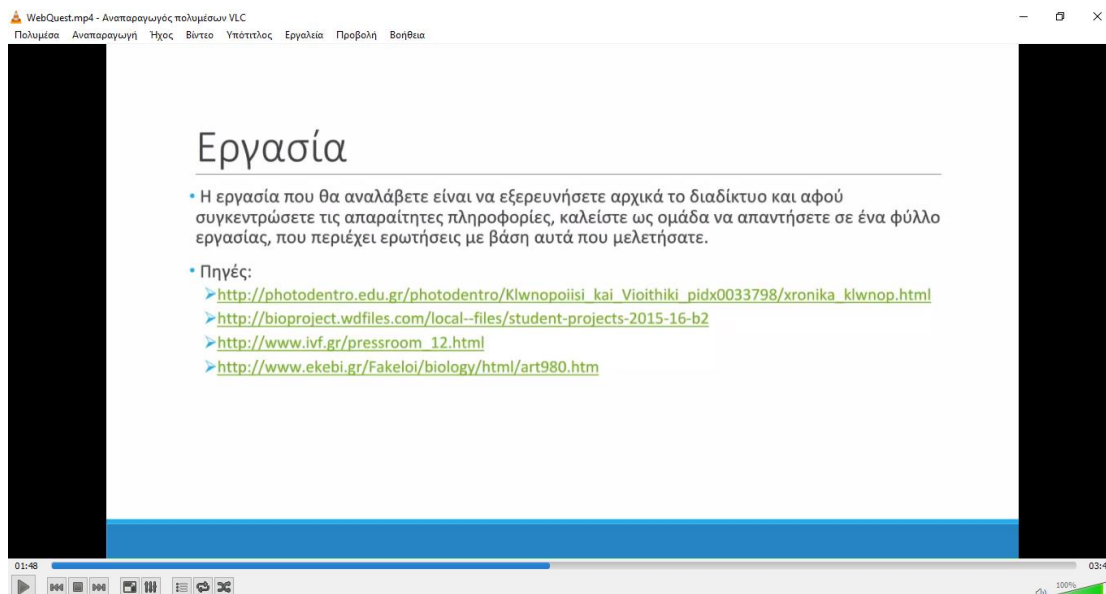 WebQuest.mp4 - Αναπαραγωγός πολυμέσων VLC
Πολυμέσα Αναπαραγωγή Ήχος Βίντεο Υπότιτλος Εργαλεία Προβολή Βοήθεια
Εργασία
• Η εργασία που θα αναλάβετε είναι να εξερευνήσετε αρχικά το διαδίκτυο και αφού
συγκεντρώσετε τις απαραίτητες πληροφορίες, καλείστε ως ομάδα να απαντήσετε σε ένα φύλλο
εργασίας, που περιέχει ερωτήσεις με βάση αυτά που μελετήσατε.
• Πηγές:
➢http://photodentro.edu.gr/photodentro/Klwnopoiisi_kai_Vioithiki_pidx0033798/xronika_klwnop.html
➢http://bioproject.wdfiles.com/local--files/student-projects-2015-16-b2
➢http://www.ivf.gr/pressroom_12.html
➢http://www.ekebi.gr/Fakeloi/biology/html/art980.htm
01:48 03:4
100%